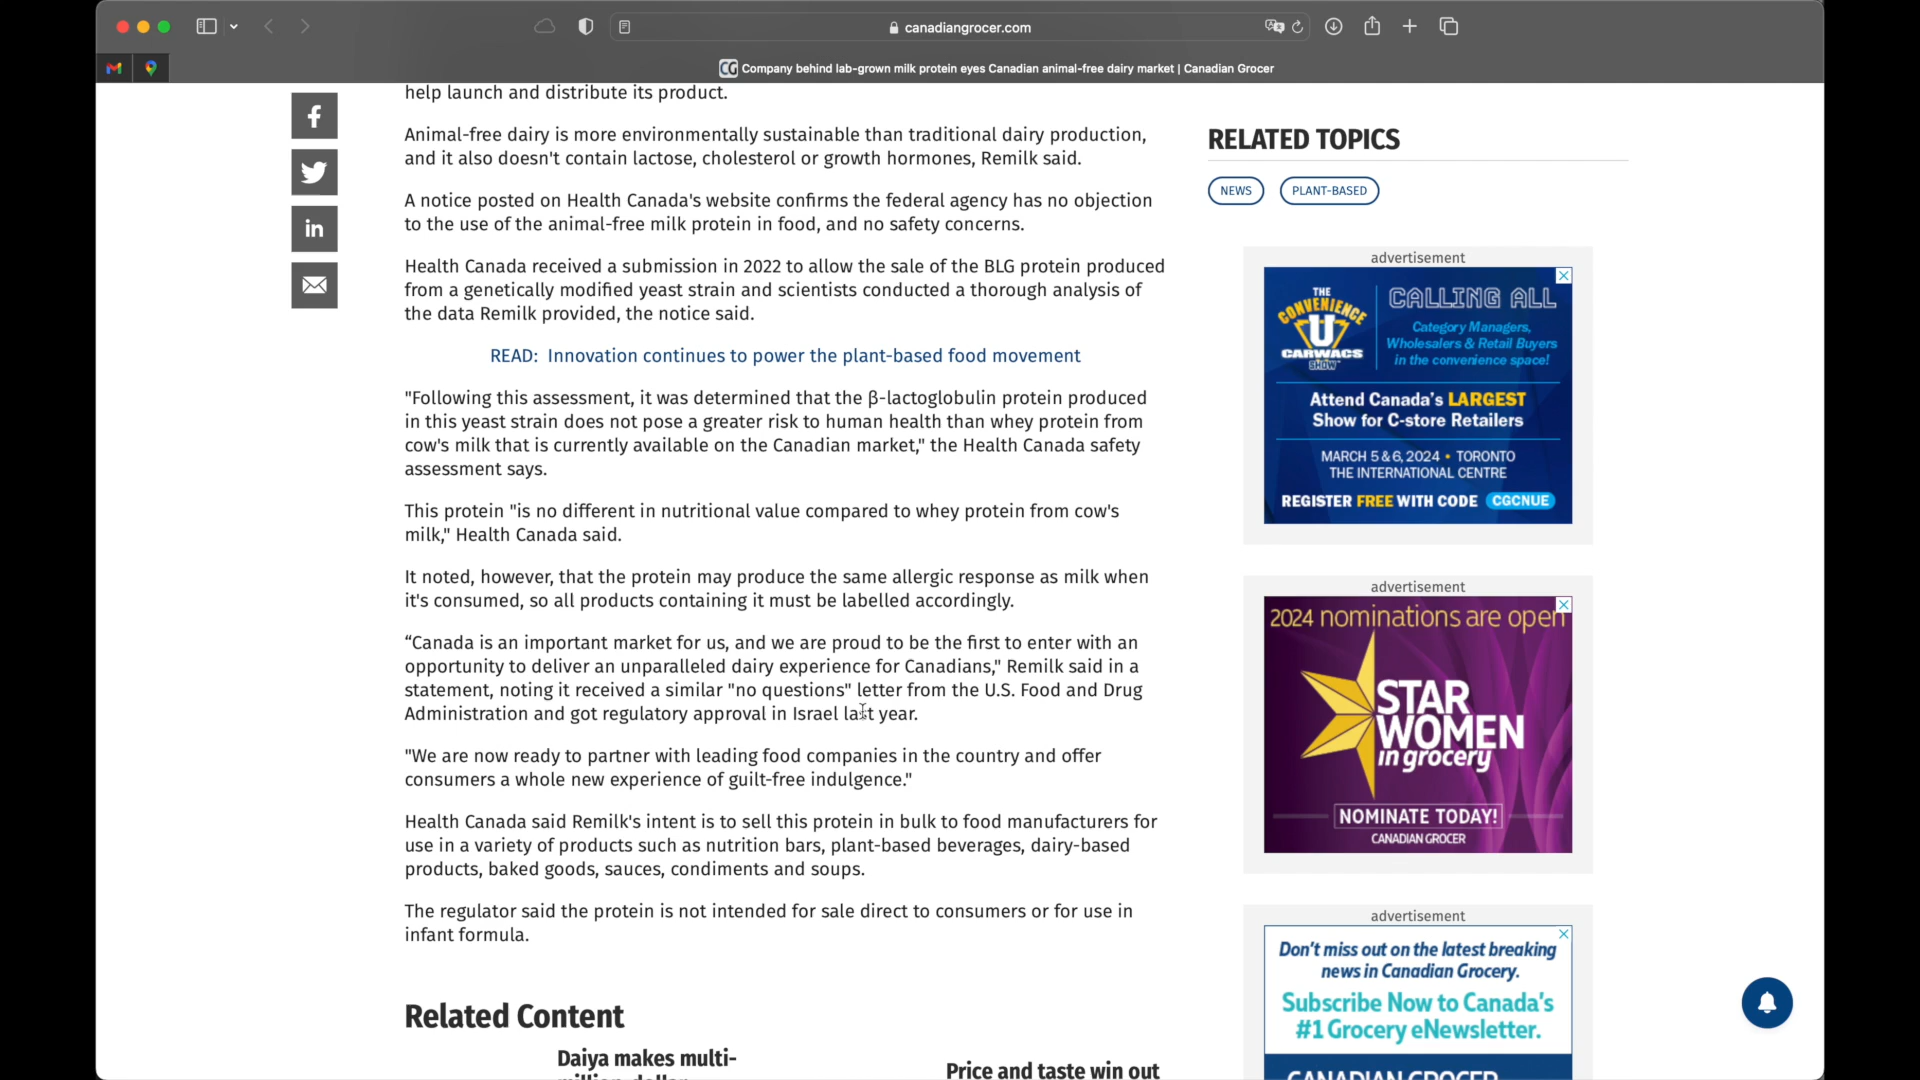 canadiangrocer.com
CG Company behind lab-grown milk protein eyes Canadian animal-free dairy market | Canadian Grocer
help launch and distribute its product.
Animal-free dairy is more environmentally sustainable than traditional dairy production,
and it also doesn't contain lactose, cholesterol or growth hormones, Remilk said.
A notice posted on Health Canada's website confirms the federal agency has no objection
to the use of the animal-free milk protein in food, and no safety concerns.
Health Canada received a submission in 2022 to allow the sale of the BLG protein produced
from a genetically modified yeast strain and scientists conducted a thorough analysis of
the data Remilk provided, the notice said.
READ: Innovation continues to power the plant-based food movement
"Following this assessment, it was determined that the β-lactoglobulin protein produced
in this yeast strain does not pose a greater risk to human health than whey protein from
cow's milk that is currently available on the Canadian market," the Health Canada safety
assessment says.
This protein "is no different in nutritional value compared to whey protein from cow's
milk," Health Canada said.
It noted, however, that the protein may produce the same allergic response as milk when
it's consumed, so all products containing it must be labelled accordingly.
“Canada is an important market for us, and we are proud to be the first to enter with an
opportunity to deliver an unparalleled dairy experience for Canadians," Remilk said in a
statement, noting it received a similar "no questions" letter from the U.S. Food and Drug
Administration and got regulatory approval in Israel last year.
"We are now ready to partner with leading food companies in the country and offer
consumers a whole new experience of guilt-free indulgence."
Health Canada said Remilk's intent is to sell this protein in bulk to food manufacturers for
use in a variety of products such as nutrition bars, plant-based beverages, dairy-based
products, baked goods, sauces, condiments and soups.
The regulator said the protein is not intended for sale direct to consumers or for use in
infant formula.
Related Content
Daiya makes multi-
Price and taste win out
RELATED TOPICS
NEWS
PLANT-BASED
advertisement
THE
CONVENIENCE
U
CARWACS
SHOW
CALLING ALL
Category Managers,
Wholesalers & Retail Buyers
in the convenience space!
Attend Canada's LARGEST
Show for C-store Retailers
MARCH 5 & 6, 2024 • TORONTO
THE INTERNATIONAL CENTRE
REGISTER FREE WITH CODE CGCNUE
advertisement
2024 nominations are open
STAR
WOMEN
in grocery
NOMINATE TODAY!
CANADIAN GROCER
advertisement
Don't miss out on the latest breaking
news in Canadian Grocery.
Subscribe Now to Canada's
#1 Grocery eNewsletter.
CANADIAN GROCER